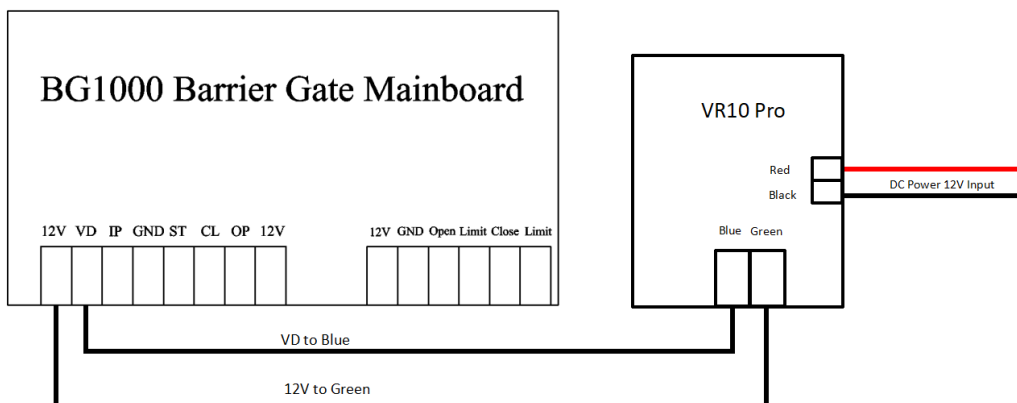 BG1000 Barrier Gate Mainboard
12V VD IP GND ST CL OP 12V
12V GND Open Limit Close Limit
VR10 Pro
Red
Black
DC Power 12V Input
Blue Green
VD to Blue
12V to Green